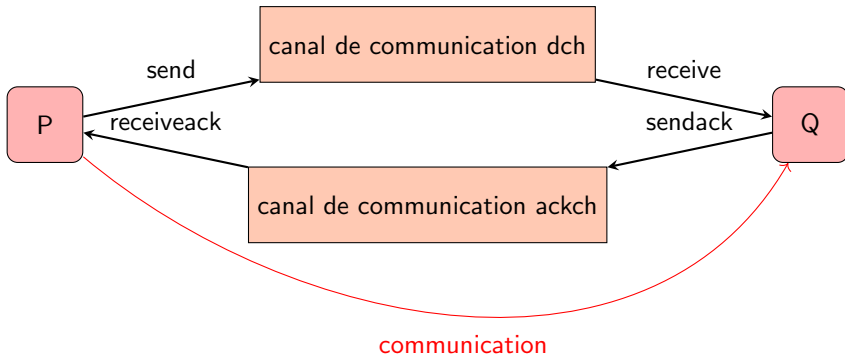 canal de communication dch
send
receive
P
receiveack
sendack
Q
canal de communication ackch
communication